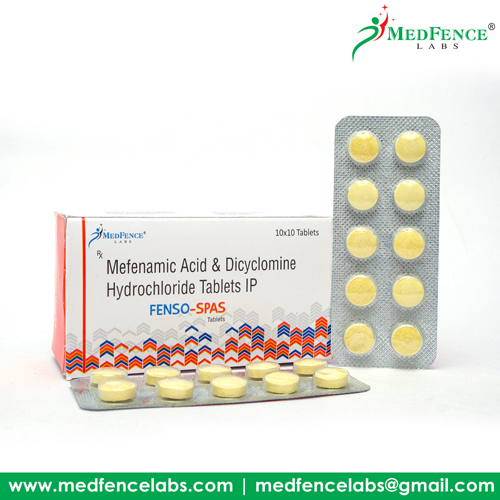 MEDFENCE®
LABS
MEDFENCE®
LABS
10x10 Tablets
Rx
Mefenamic Acid & Dicyclomine
Hydrochloride Tablets IP
FENSO-SPAS
Tablets
www.medfencelabs.com | medfencelabs@gmail.com